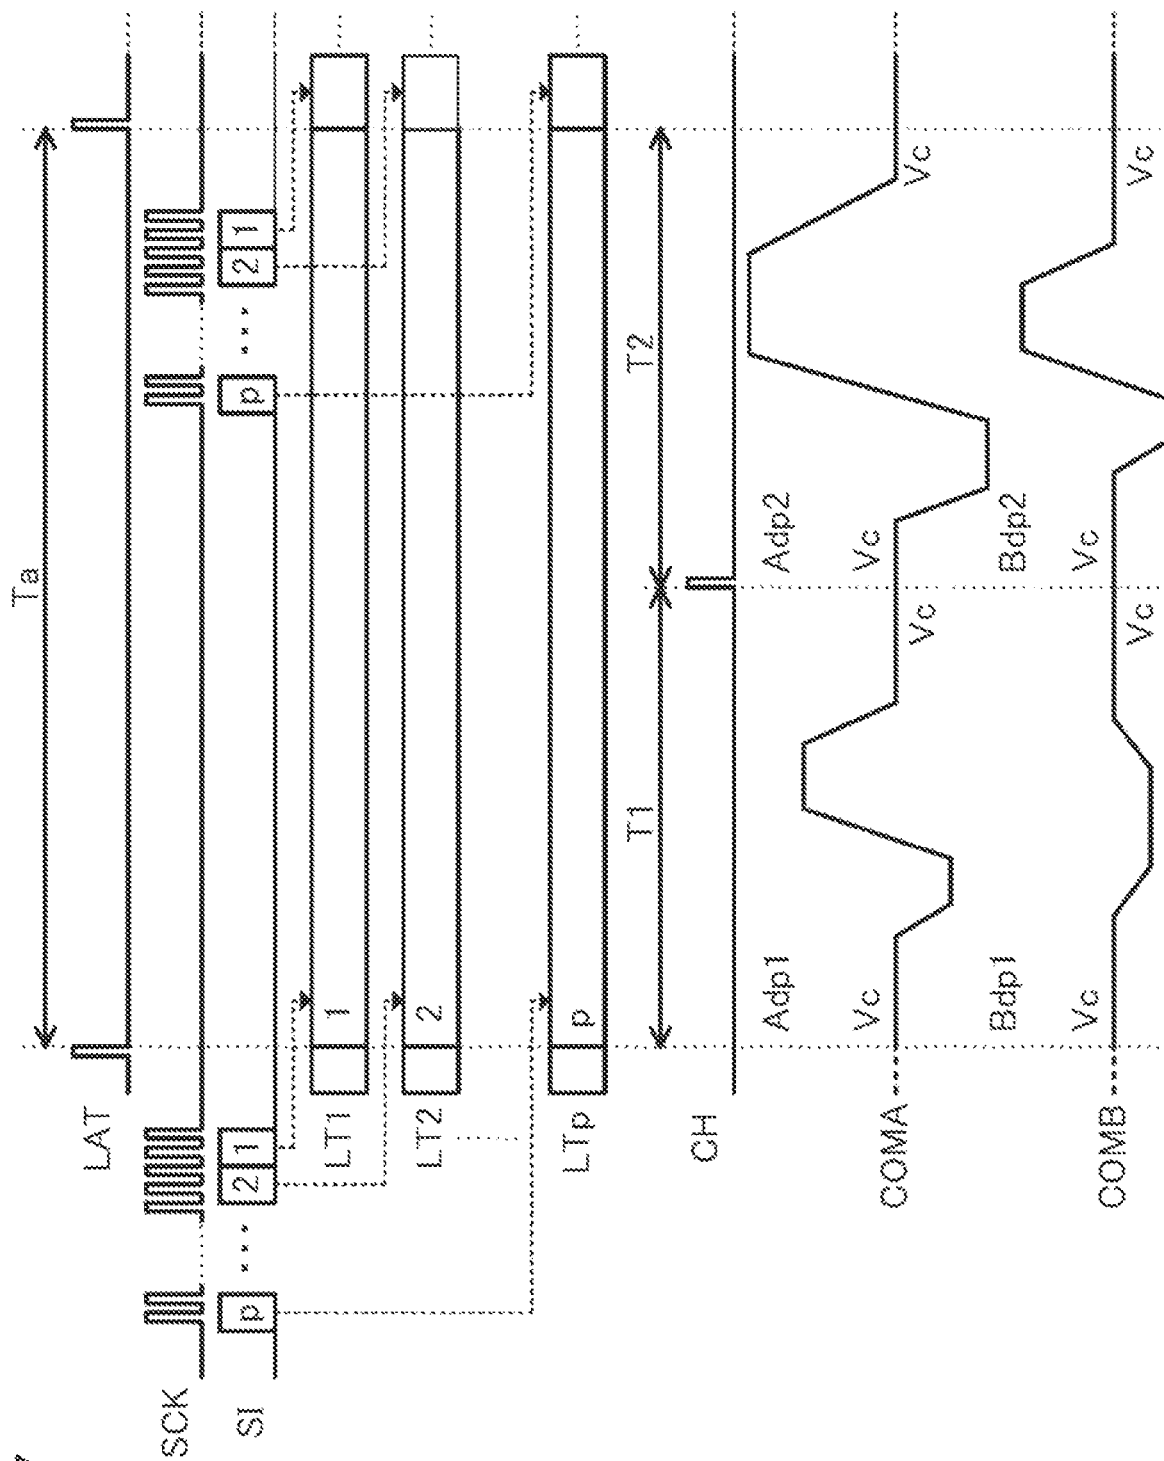 Ta
LAT
SCK
SI
p
...
2
1
p
...
2
1
LT1
1
LT2
2
LTp
p
T1
T2
CH
Adp1
Adp2
COMA
Vc
Vc
Vc
Vc
Bdp1
Bdp2
COMB
Vc
Vc
Vc
Vc